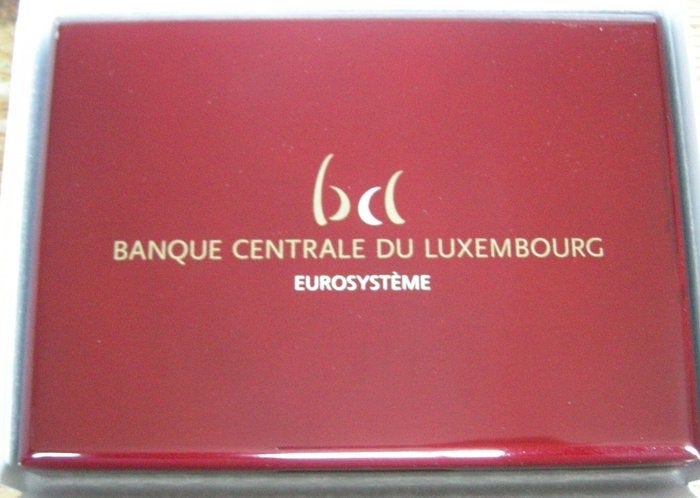 bcl
BANQUE CENTRALE DU LUXEMBOURG
EUROSYSTÈME